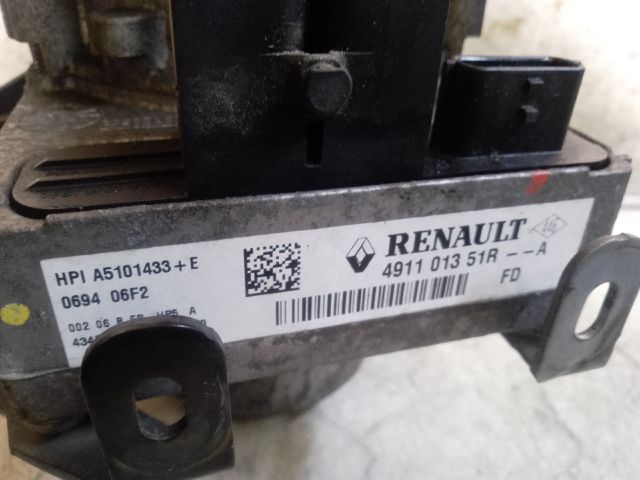 HPI A5101433+E
0694 06F2
RENAULT
4911 013 51R --A
FD